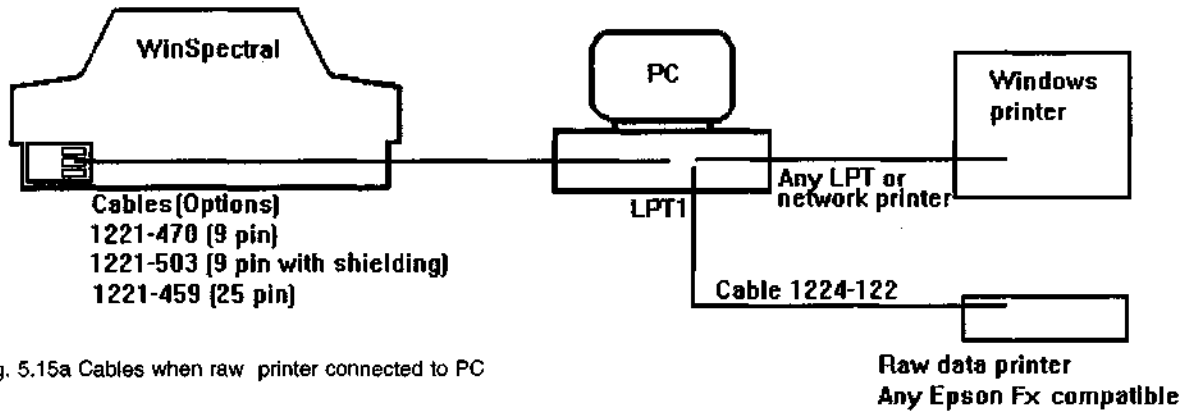 WinSpectral
PC
Windows
printer
Cables(Options)
1221-470 (9 pin)
1221-503 (9 pin with shielding)
1221-459 (25 pin)
LPT1
Any LPT or
network printer
Cable 1224-122
Raw data printer
Any Epson Fx compatible
g. 5.15a Cables when raw printer connected to PC